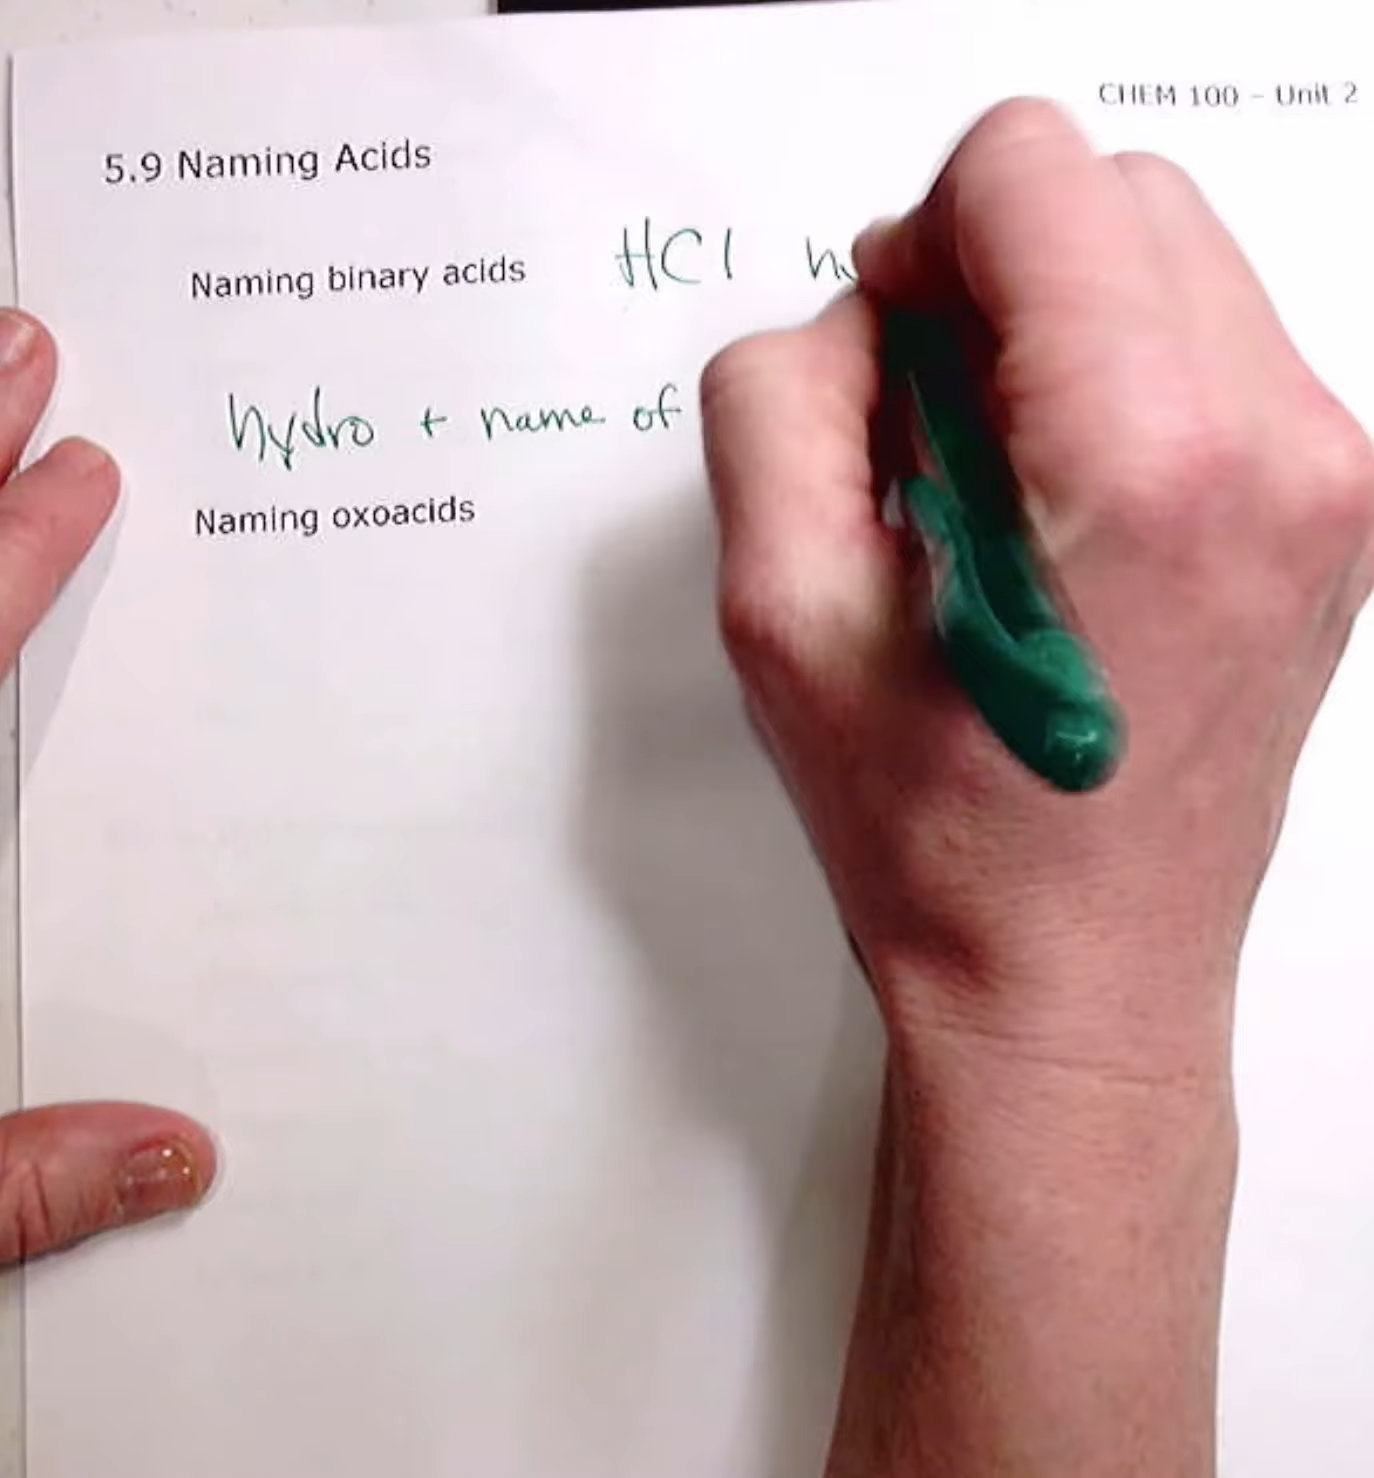 CHEM 100 - Unit 2
5.9 Naming Acids
Naming binary acids HCl
hydro + name of
Naming oxoacids